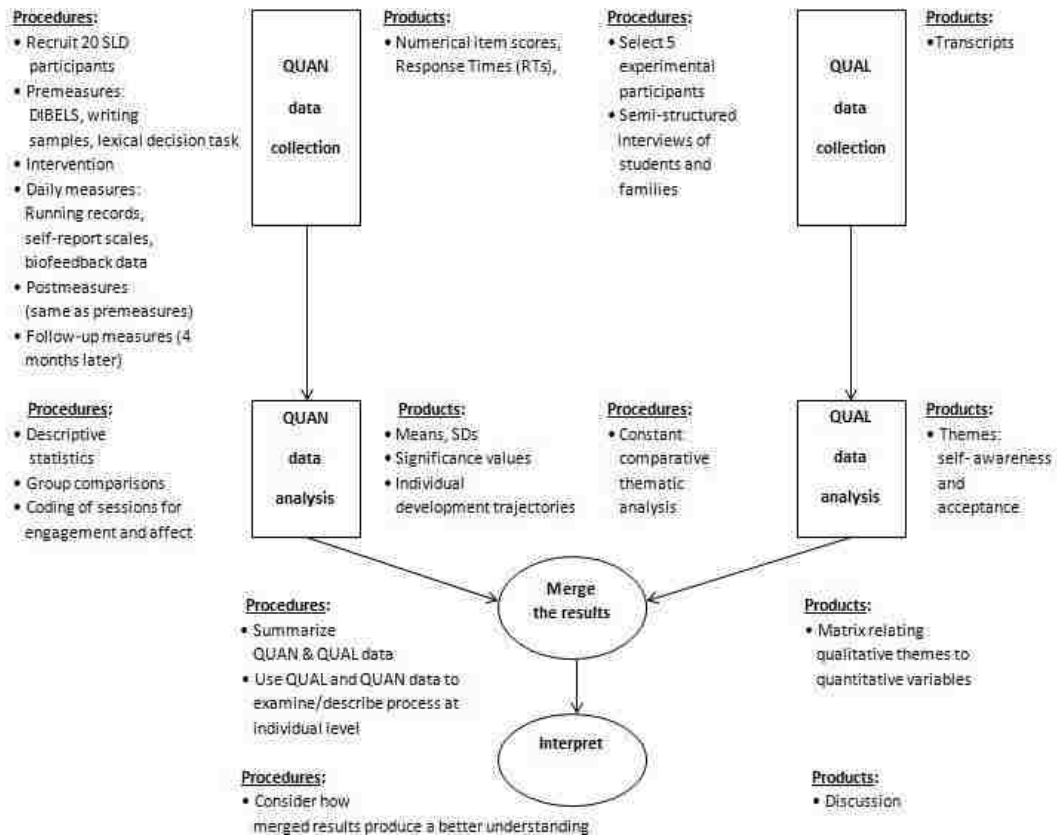 Procedures:
• Recruit 20 SLD
participants
• Premeasures:
DIBELS, writing
samples, lexical decision task
• Intervention
• Daily measures:
Running records,
self-report scales,
biofeedback data
• Postmeasures
(same as premeasures)
• Follow-up measures (4
months later)
QUAN
data
collection
Products:
• Numerical item scores,
Response Times (RTs),
Procedures:
• Select 5
experimental
participants
• Semi-structured
interviews of
students and
families
QUAL
data
collection
Products:
•Transcripts
Procedures:
• Descriptive
statistics
• Group comparisons
• Coding of sessions for
engagement and affect
QUAN
data
analysis
Products:
• Means, SDs
• Significance values
• Individual
development trajectories
Procedures:
• Constant
comparative
thematic
analysis
QUAL
data
analysis
Products:
• Themes:
self- awareness
and
acceptance
Merge
the results
Procedures:
• Summarize
QUAN & QUAL data
• Use QUAL and QUAN data to
examine/describe process at
individual level
Products:
• Matrix relating
qualitative themes to
quantitative variables
Interpret
Procedures:
• Consider how
merged results produce a better understanding
Products:
• Discussion